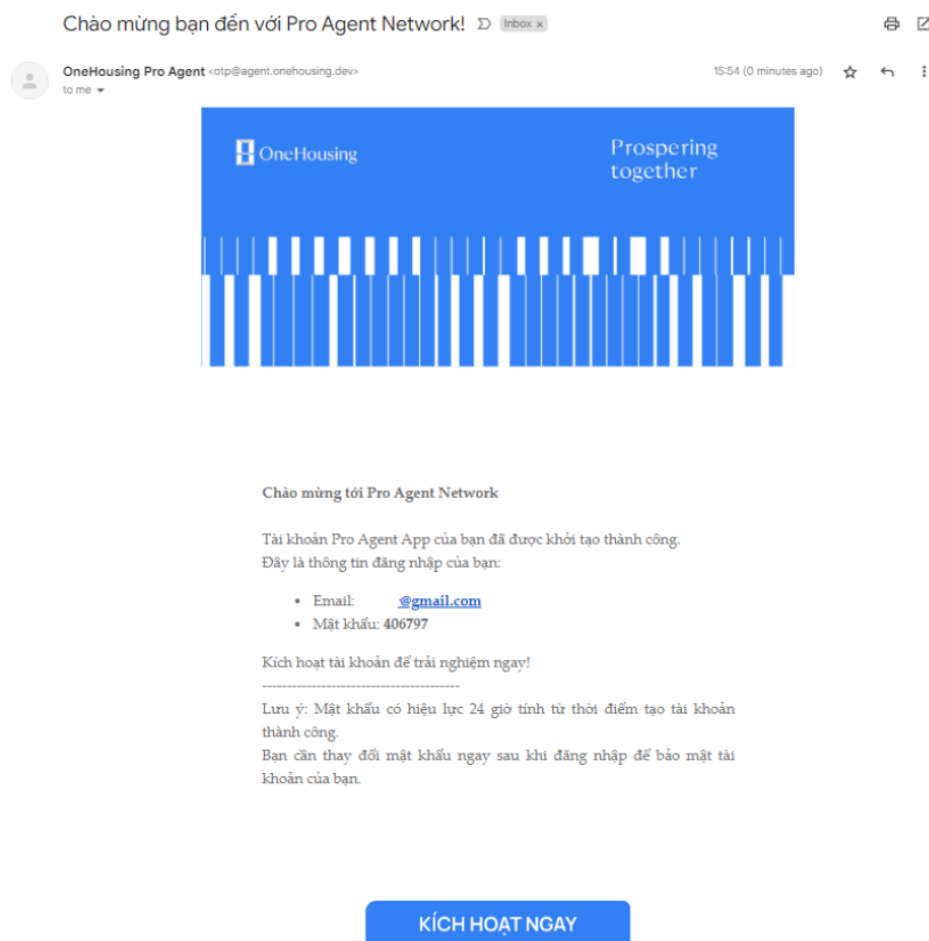 Chào mừng bạn đến với Pro Agent Network! Inbox ×
OneHousing Pro Agent <otp@agent.onehousing.dev> 15:54 (0 minutes ago)
to me
OneHousing
Prospering
together
Chào mừng tới Pro Agent Network
Tài khoản Pro Agent App của bạn đã được khởi tạo thành công.
Đây là thông tin đăng nhập của bạn:
• Email: @gmail.com
• Mật khẩu: 406797
Kích hoạt tài khoản để trải nghiệm ngay!
----------------------------------------
Lưu ý: Mật khẩu có hiệu lực 24 giờ tính từ thời điểm tạo tài khoản
thành công.
Bạn cần thay đổi mật khẩu ngay sau khi đăng nhập để bảo mật tài
khoản của bạn.
KÍCH HOẠT NGAY